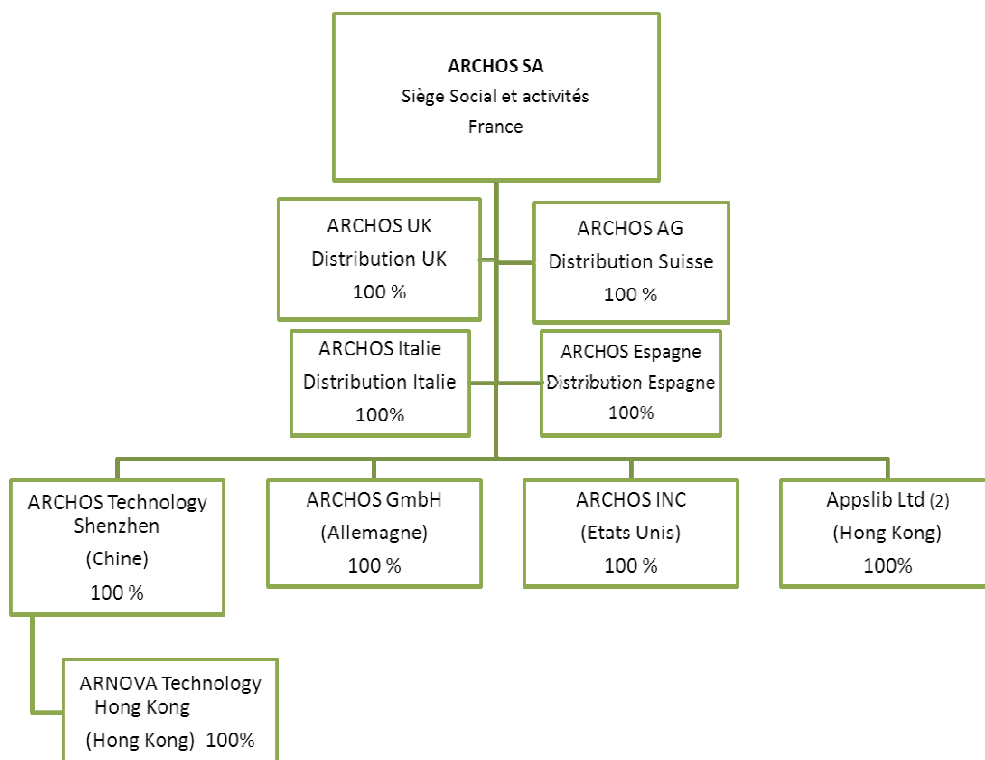 ARCHOS SA
Siège Social et activités
France
ARCHOS UK
Distribution UK
100 %
ARCHOS AG
Distribution Suisse
100 %
ARCHOS Italie
Distribution Italie
100%
ARCHOS Espagne
Distribution Espagne
100%
ARCHOS Technology
Shenzhen
(Chine)
100 %
ARCHOS GmbH
(Allemagne)
100 %
ARCHOS INC
(Etats Unis)
100 %
Appslib Ltd (2)
(Hong Kong)
100%
ARNOVA Technology
Hong Kong
(Hong Kong) 100%